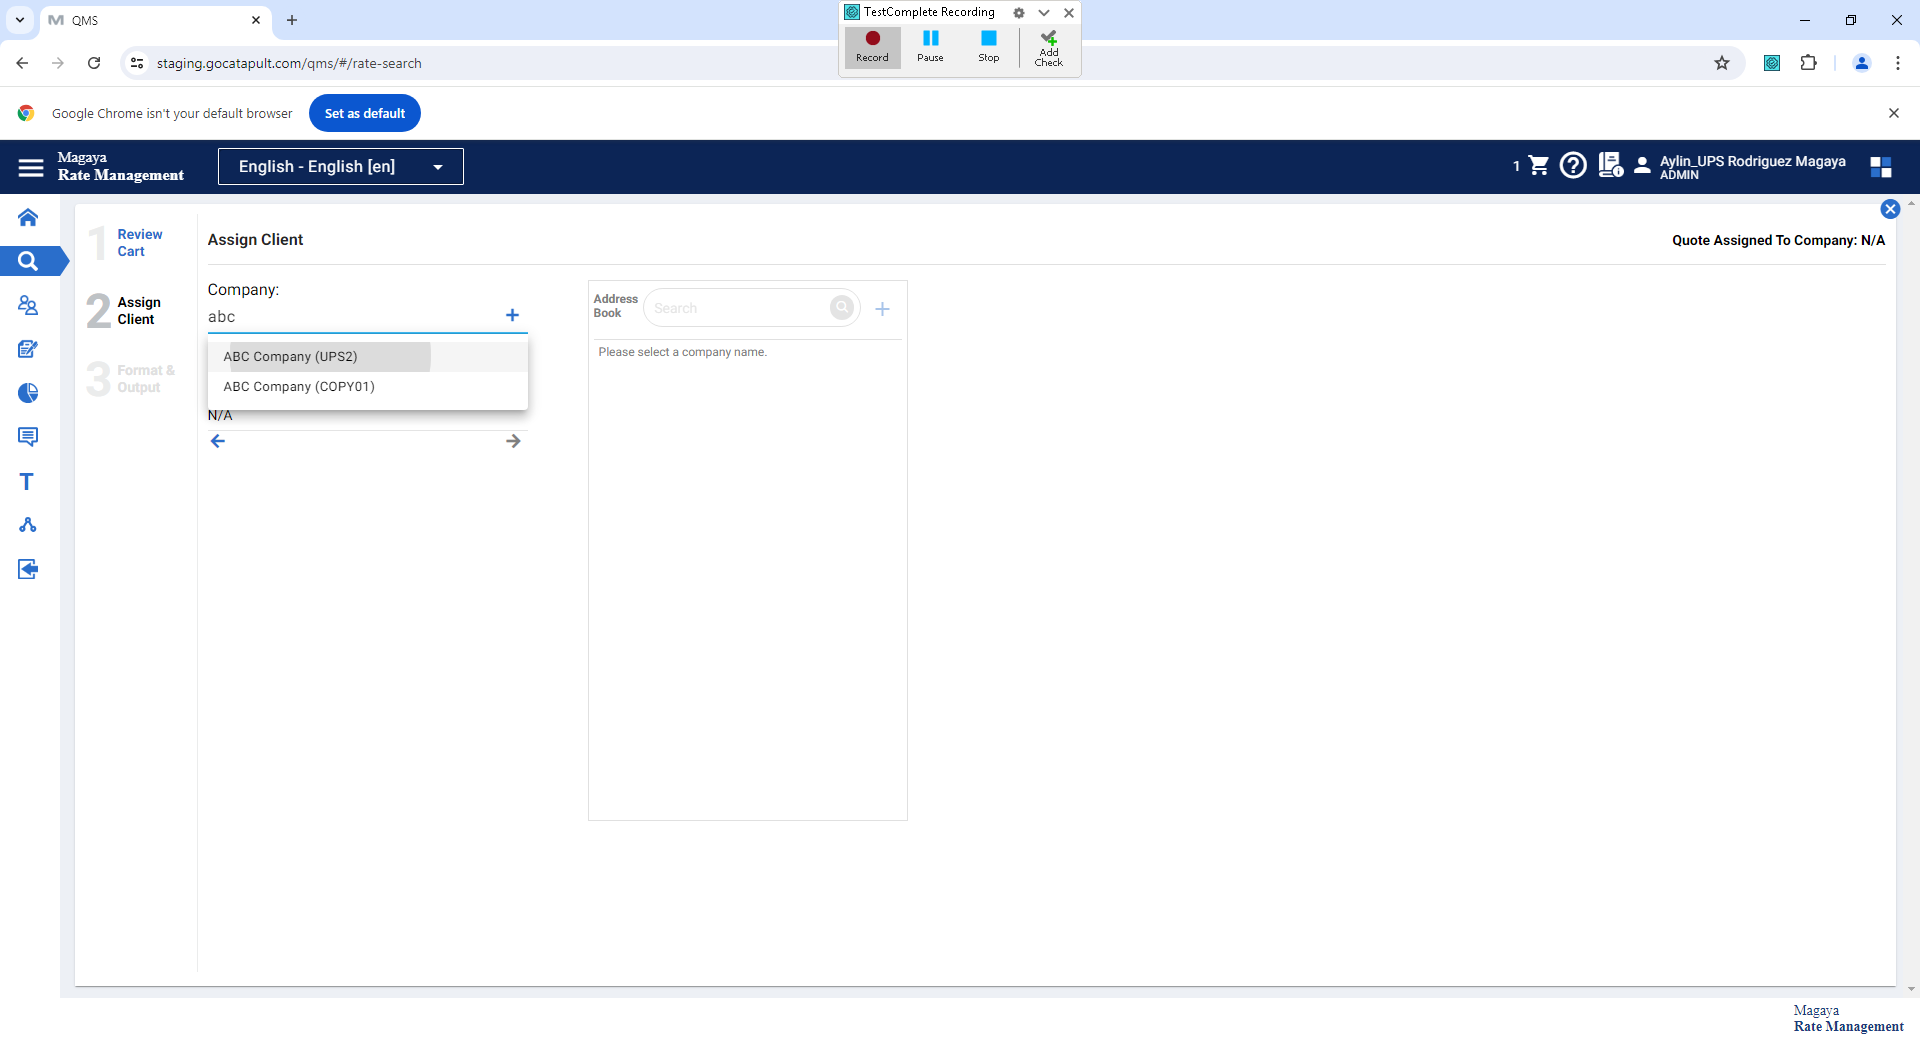 QMS
TestComplete Recording
Record
Pause
Stop
Add
Check
staging.gocatapult.com/qms/#/rate-search
Google Chrome isn't your default browser
Set as default
Magaya
Rate Management
English - English [en]
1
Aylin_UPS Rodriguez Magaya
ADMIN
1
Review
Cart
2
Assign
Client
3
Format &
Output
Assign Client
Quote Assigned To Company: N/A
Company:
abc
ABC Company (UPS2)
ABC Company (COPY01)
N/A
Address
Book
Search
Please select a company name.
Magaya
Rate Management